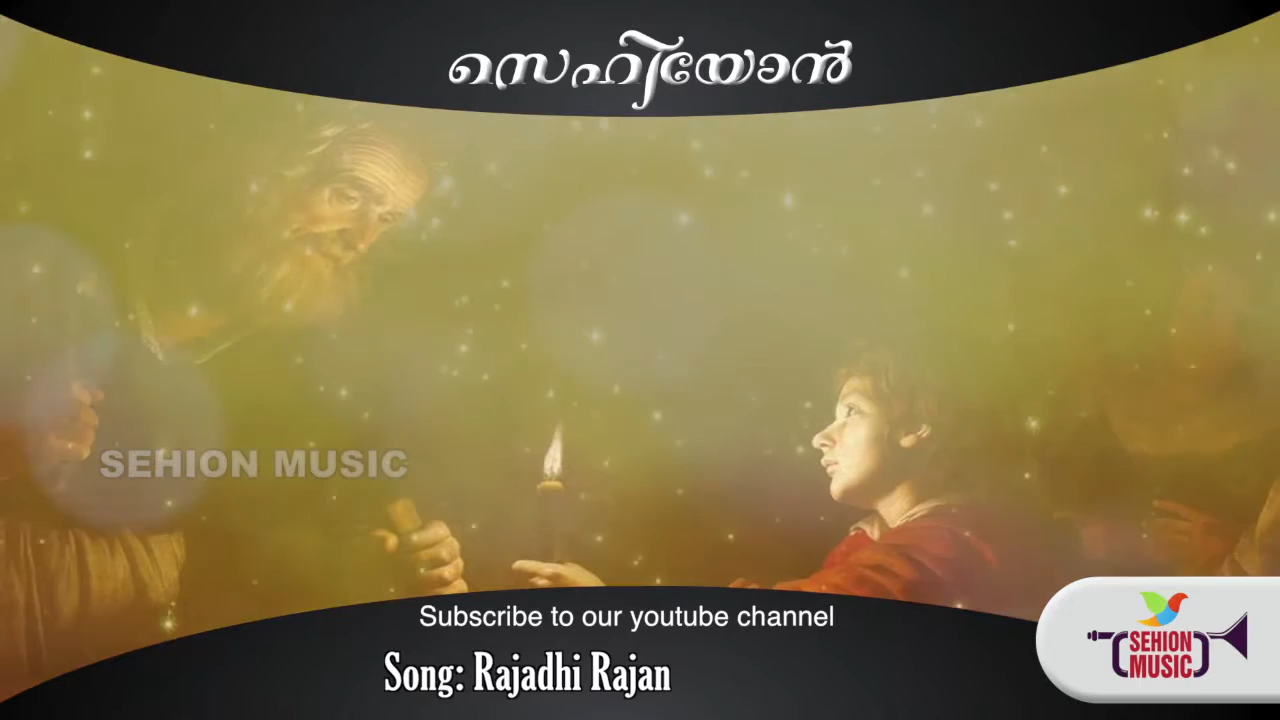 സെഹിയോൻ
SEHION MUSIC
Subscribe to our youtube channel
Song: Rajadhi Rajan
SEHION
MUSIC